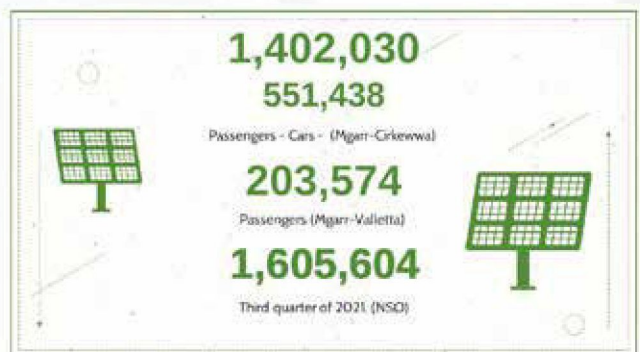 1,402,030
551,438
Passengers - Cars - (Mgarr-Cirkewwa)
203,574
Passengers (Mgarr-Valletta)
1,605,604
Third quarter of 2021 (NSO)